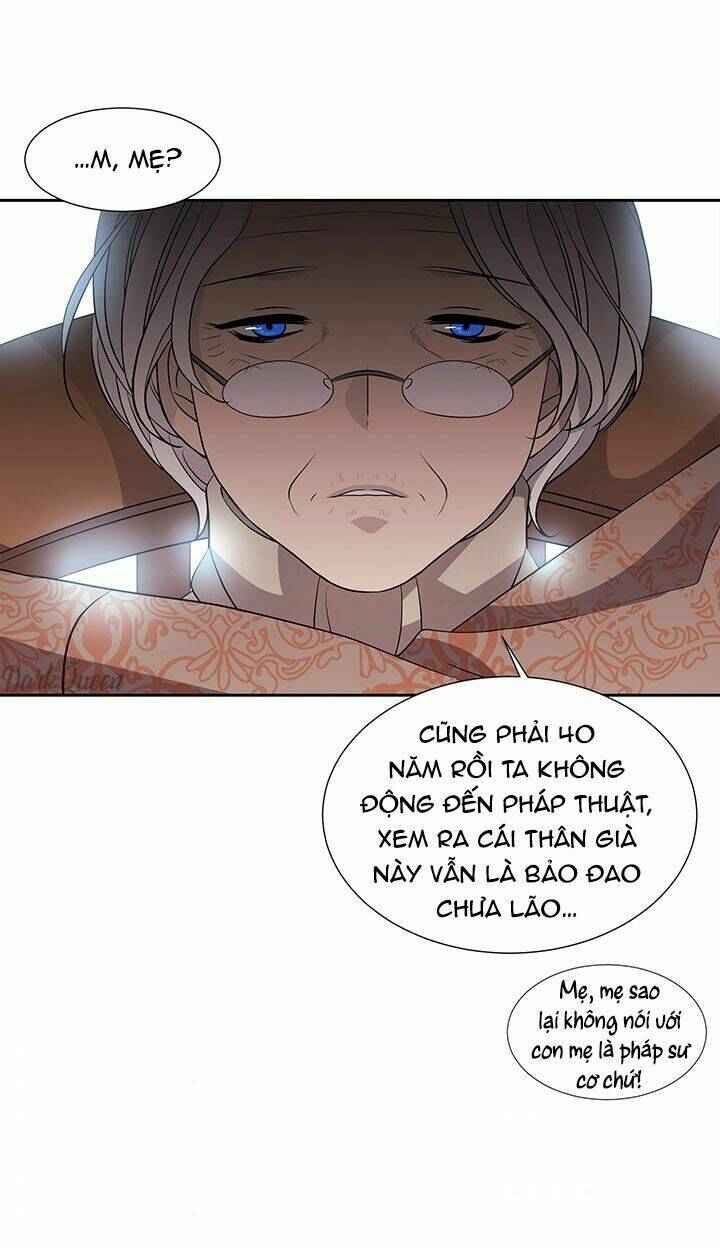 ...M, MẸ?
Dark Queen
CŨNG PHẢI 40
NĂM RỒI TA KHÔNG
ĐỘNG ĐẾN PHÁP THUẬT,
XEM RA CÁI THÂN GIÀ
NÀY VẪN LÀ BẢO ĐAO
CHƯA LÃO...
Mẹ, mẹ sao
lại không nói với
con mẹ là pháp sư
cơ chứ!